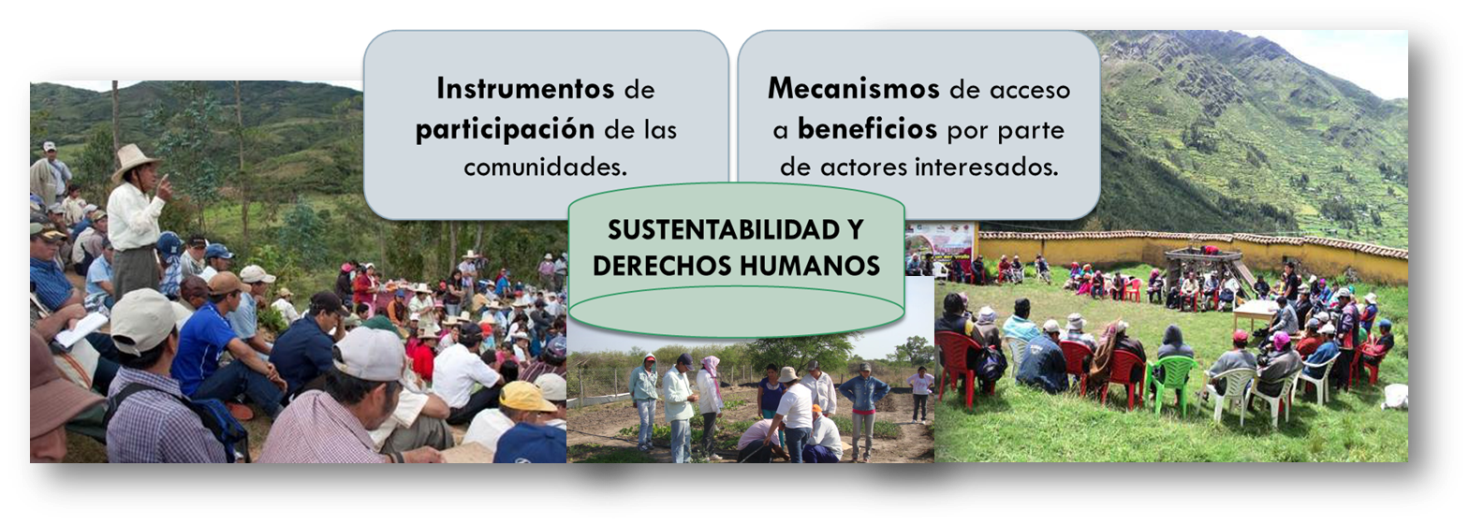 Instrumentos de
participación de las
comunidades.
Mecanismos de acceso
a beneficios por parte
de actores interesados.
SUSTENTABILIDAD Y
DERECHOS HUMANOS